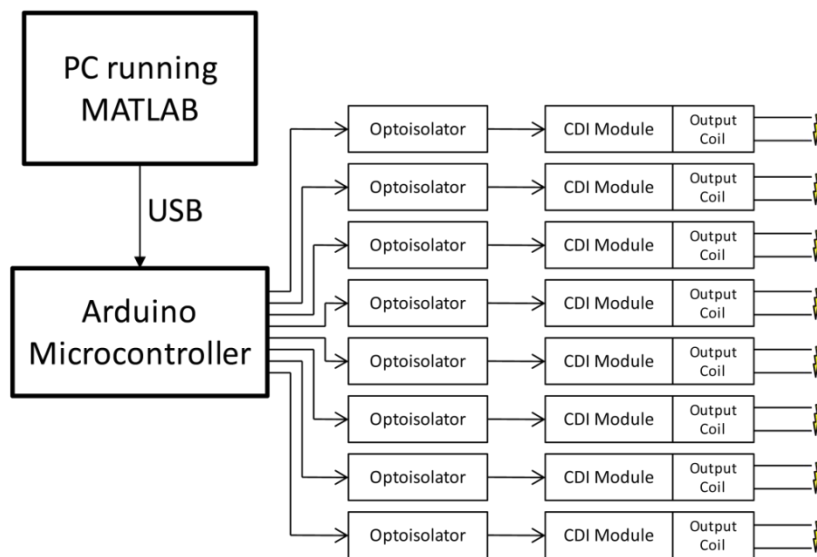 PC running
MATLAB
USB
Arduino
Microcontroller
Optoisolator
CDI Module
Output
Coil
Optoisolator
CDI Module
Output
Coil
Optoisolator
CDI Module
Output
Coil
Optoisolator
CDI Module
Output
Coil
Optoisolator
CDI Module
Output
Coil
Optoisolator
CDI Module
Output
Coil
Optoisolator
CDI Module
Output
Coil
Optoisolator
CDI Module
Output
Coil